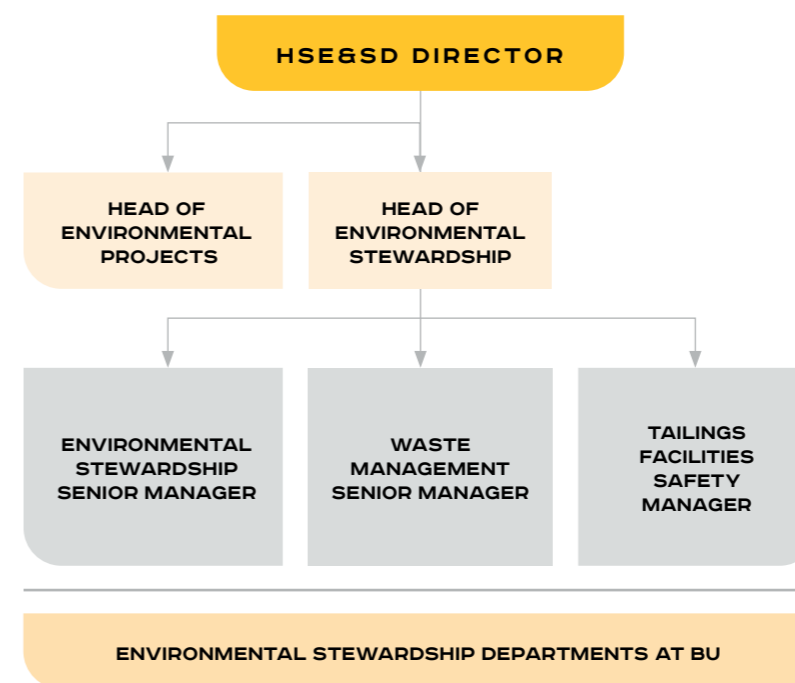 HSE&SD DIRECTOR
HEAD OF
ENVIRONMENTAL
PROJECTS
HEAD OF
ENVIRONMENTAL
STEWARDSHIP
ENVIRONMENTAL
STEWARDSHIP
SENIOR MANAGER
WASTE
MANAGEMENT
SENIOR MANAGER
TAILINGS
FACILITIES
SAFETY
MANAGER
ENVIRONMENTAL STEWARDSHIP DEPARTMENTS AT BU